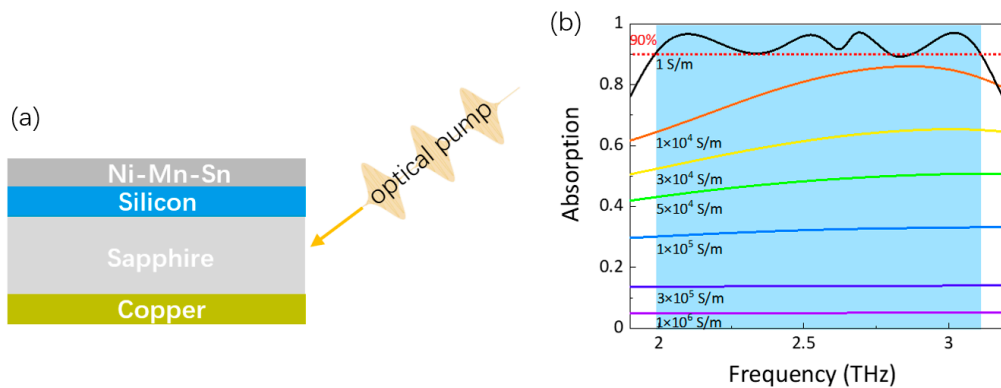 (a)
optical pump
Ni-Mn-Sn
Silicon
Sapphire
Copper
(b)
Absorption
1
0.8
0.6
0.4
0.2
0
90%
1 S/m
1×10⁴ S/m
3×10⁴ S/m
5×10⁴ S/m
1×10⁵ S/m
3×10⁵ S/m
1×10⁶ S/m
2
2.5
3
Frequency (THz)